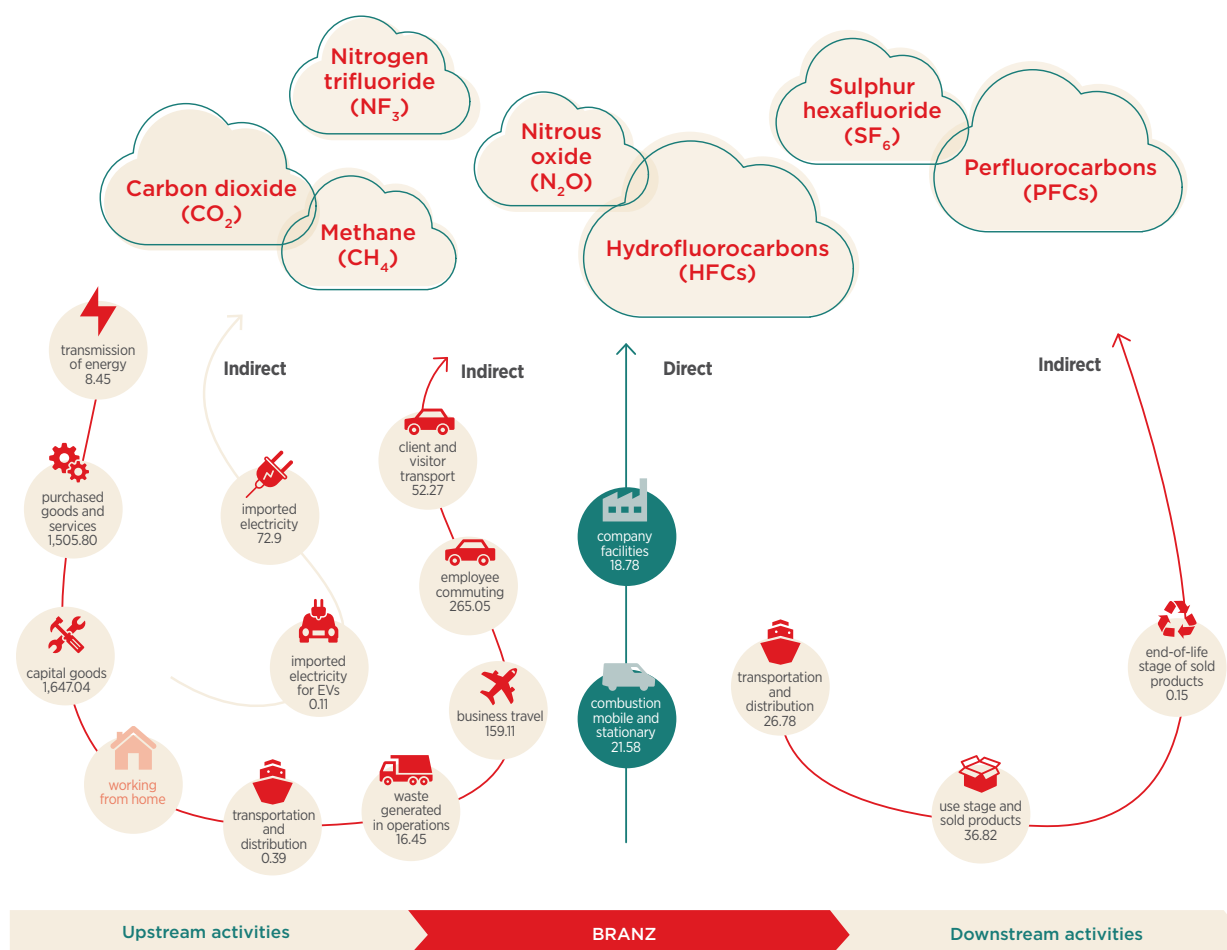 Nitrogen
trifluoride
(NF₃)
Sulphur
hexafluoride
(SF₆)
Nitrous
oxide
(N₂O)
Perfluorocarbons
(PFCs)
Carbon dioxide
(CO₂)
Methane
(CH₄)
Hydrofluorocarbons
(HFCs)
transmission
of energy
8.45
purchased
goods and
services
1,505.80
capital goods
1,647.04
working
from home
transportation
and
distribution
0.39
waste
generated
in operations
16.45
business travel
159.11
employee
commuting
265.05
client and
visitor
transport
52.27
Indirect
Indirect
imported
electricity
72.9
imported
electricity
for EVs
0.11
Direct
company
facilities
18.78
combustion
mobile and
stationary
21.58
Indirect
transportation
and
distribution
26.78
use stage and
sold products
36.82
end-of-life
stage of sold
products
0.15
Upstream activities
BRANZ
Downstream activities